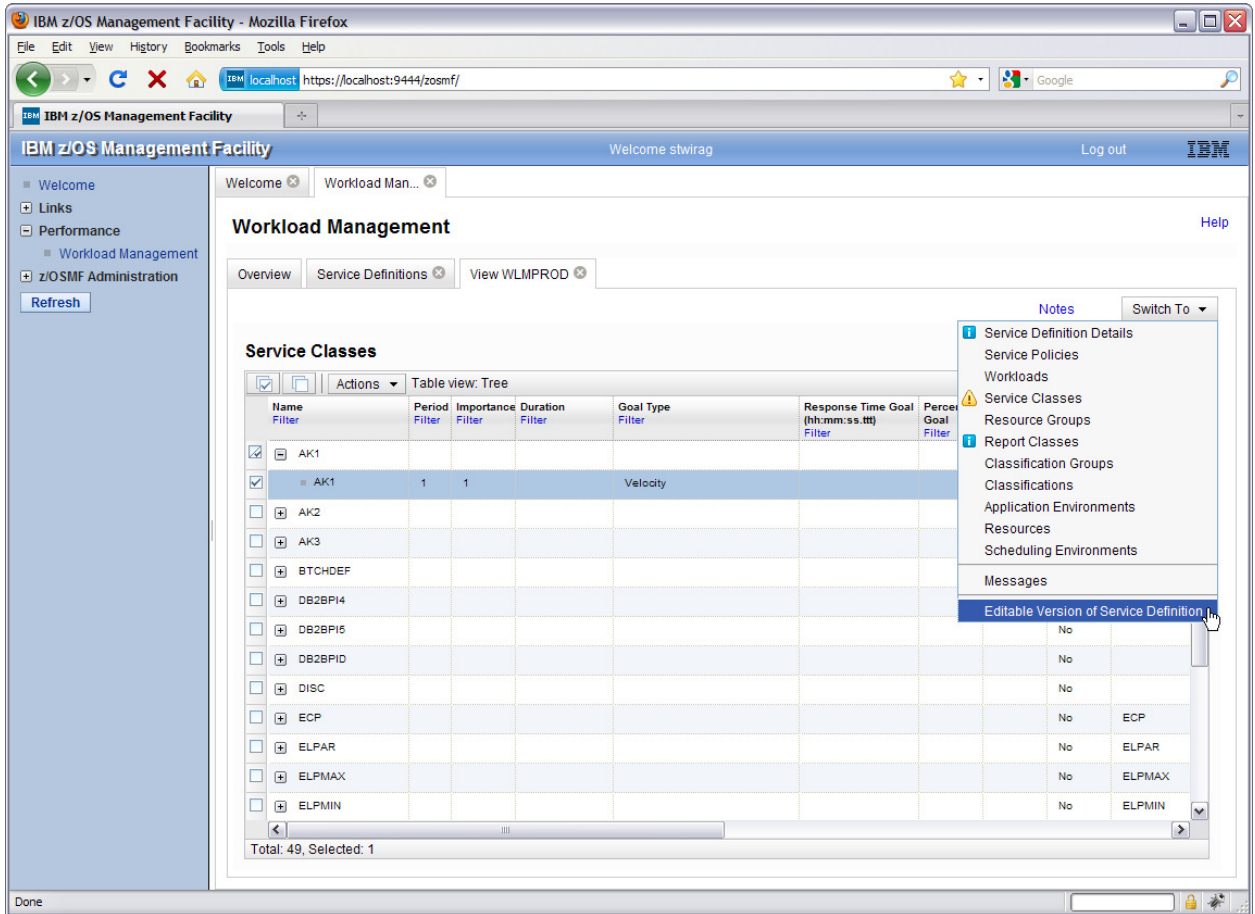 IBM z/OS Management Facility - Mozilla Firefox
File Edit View History Bookmarks Tools Help
IBM localhost https://localhost:9444/zosmf/ Google
IBM IBM z/OS Management Facility
IBM z/OS Management Facility Welcome stwirag Log out IBM
Welcome
Links
Performance
Workload Management
z/OSMF Administration
Refresh
Welcome Workload Man...
Workload Management Help
Overview Service Definitions View WLMPROD
Notes Switch To
Service Definition Details
Service Policies
Workloads
Service Classes
Resource Groups
Report Classes
Classification Groups
Classifications
Application Environments
Resources
Scheduling Environments
Messages
Editable Version of Service Definition
Service Classes
Actions Table view: Tree
Name Period Importance Duration Goal Type Response Time Goal
(hh:mm:ss.ttt) Goal
Filter Filter Filter Filter Filter Filter Filter
AK1
AK1 1 1 Velocity
AK2
AK3
BTCHDEF
DB2BPI4
DB2BPI5 No
DB2BPID No
DISC No
ECP No ECP
ELPAR No ELPAR
ELPMAX No ELPMAX
ELPMIN No ELPMIN
Total: 49, Selected: 1
Done